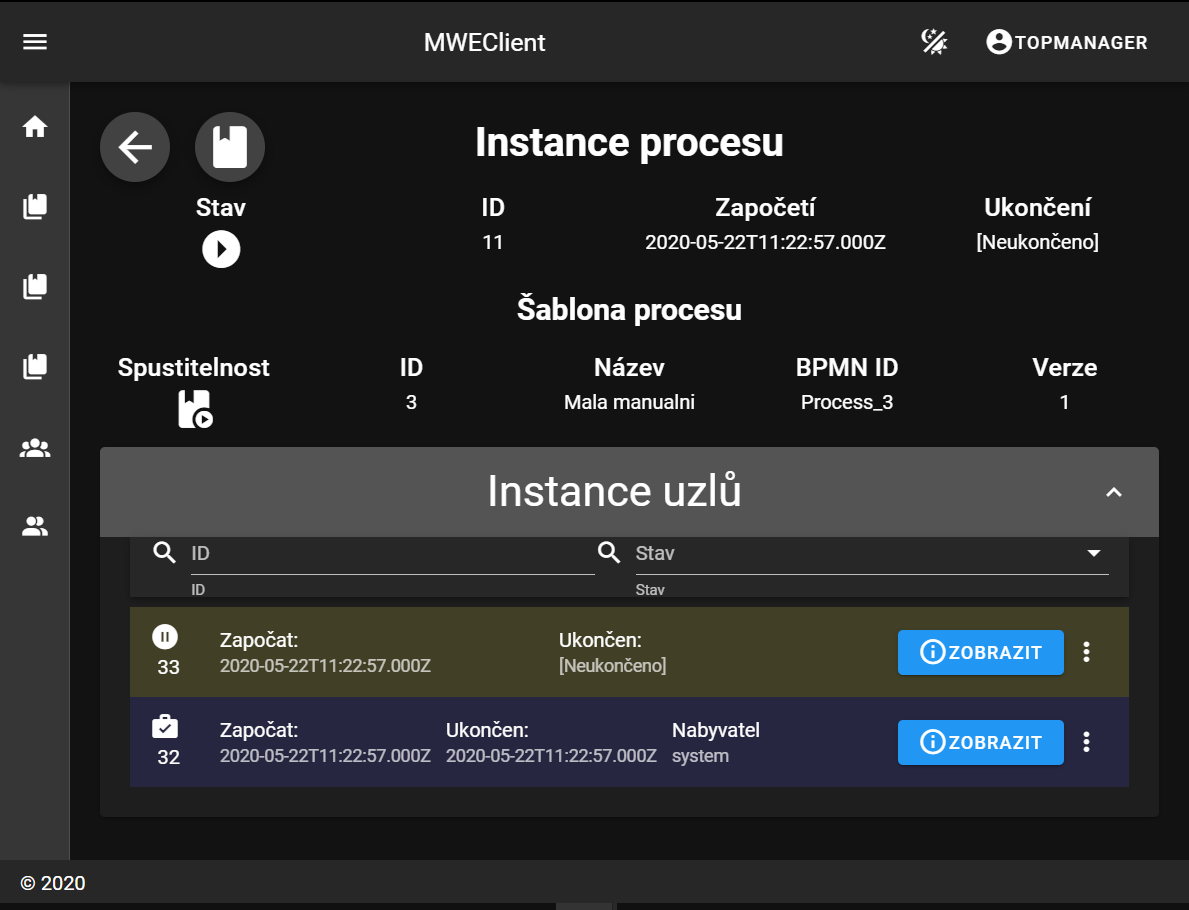 MWEClient
TOPMANAGER
Instance procesu
Stav ID Započetí Ukončení
11 2020-05-22T11:22:57.000Z [Neukončeno]
Šablona procesu
Spustitelnost ID Název BPMN ID Verze
3 Mala manualni Process_3 1
Instance uzlů
ID Stav
ID Stav
Započat: Ukončen:
33 2020-05-22T11:22:57.000Z [Neukončeno] ZOBRAZIT
Započat: Ukončen: Nabyvatel
32 2020-05-22T11:22:57.000Z 2020-05-22T11:22:57.000Z system ZOBRAZIT
© 2020